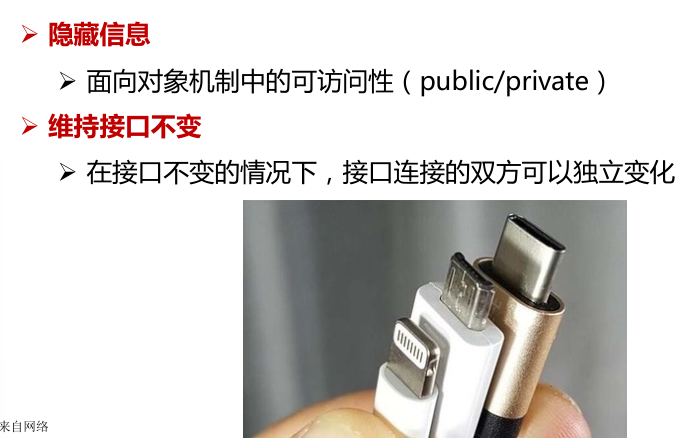 隐藏信息
面向对象机制中的可访问性（public/private）
维持接口不变
在接口不变的情况下，接口连接的双方可以独立变化
来自网络